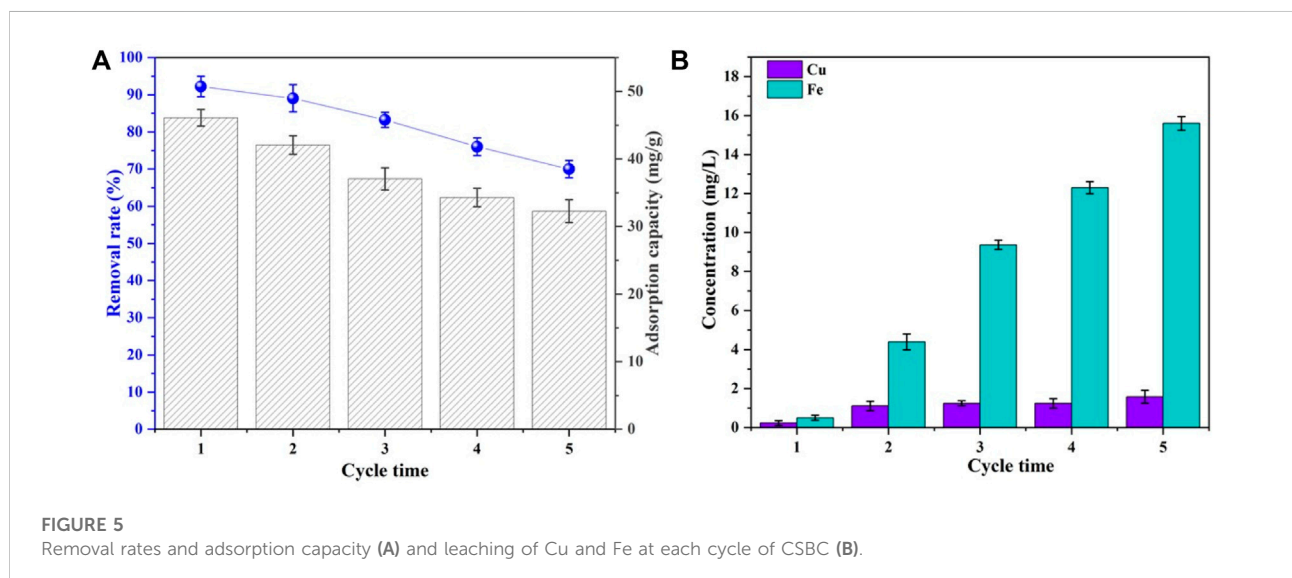 A
Removal rate (%)
100
90
80
70
60
50
40
30
20
10
0
1 2 3 4 5
Cycle time
50
40
30
20
10
0
Adsorption capacity (mg/g)
B
Cu
Fe
Concentration (mg/L)
18
16
14
12
10
8
6
4
2
0
1 2 3 4 5
Cycle time
FIGURE 5
Removal rates and adsorption capacity (A) and leaching of Cu and Fe at each cycle of CSBC (B).